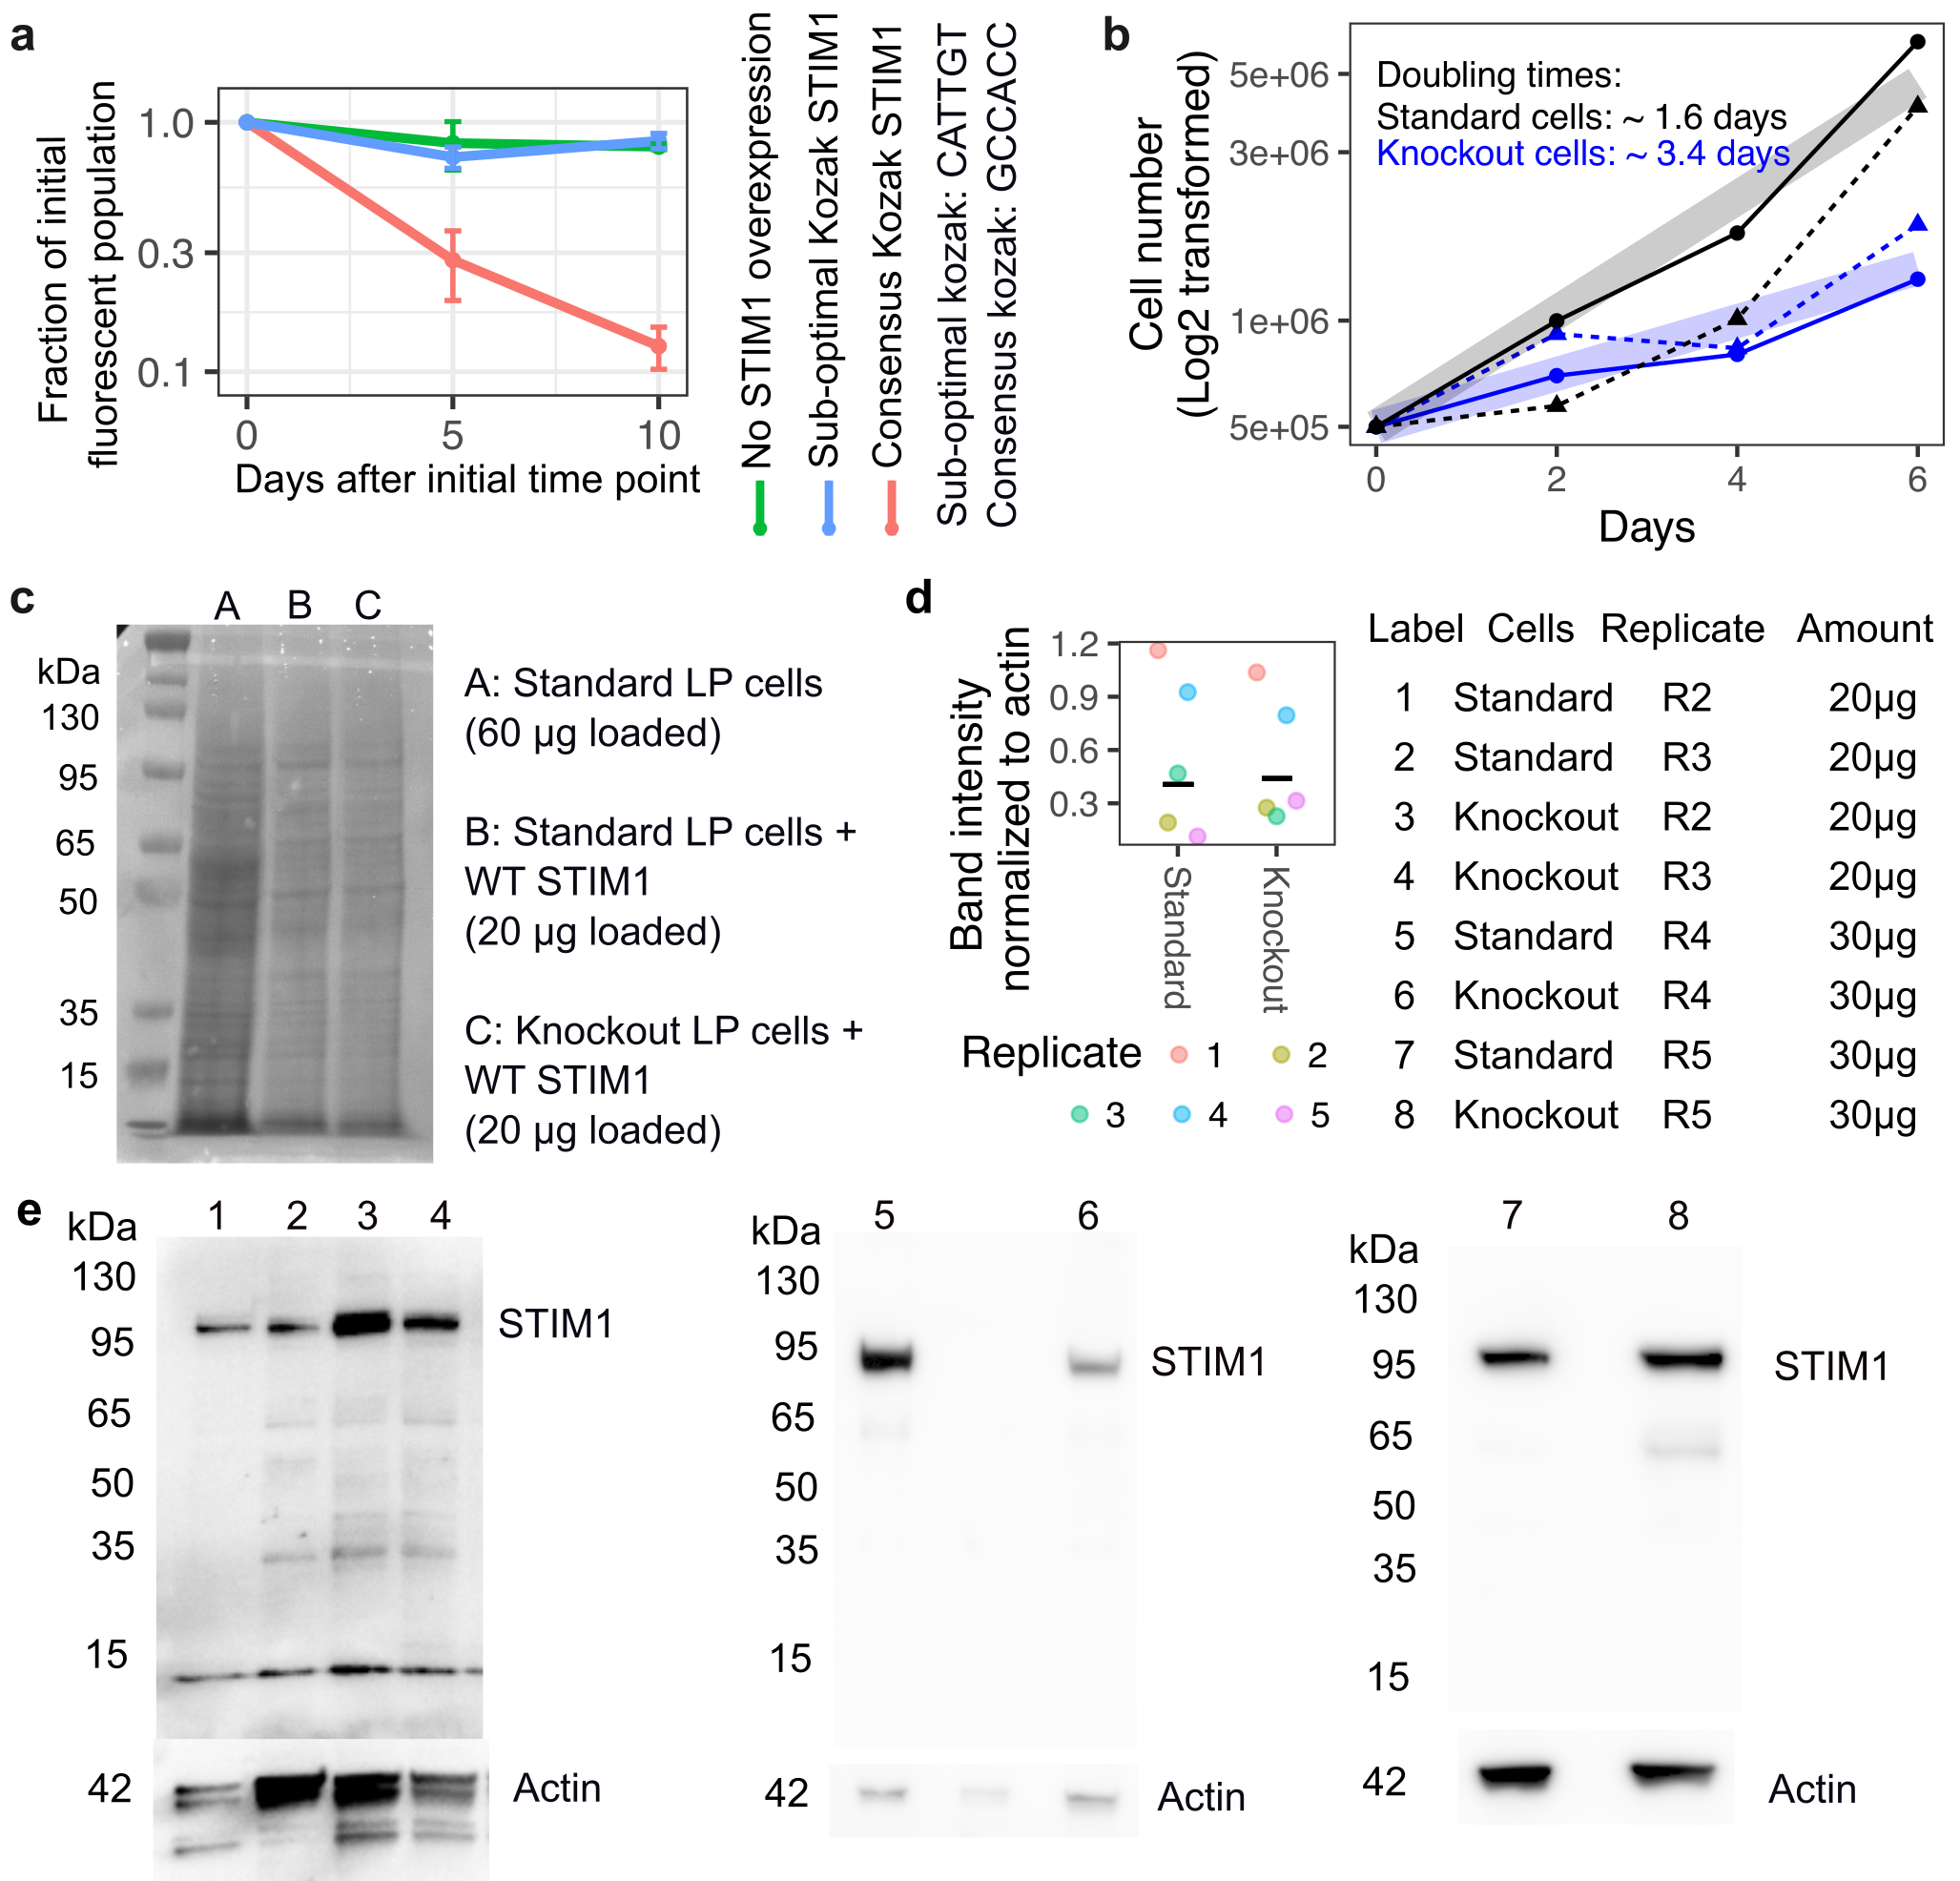 a
Fraction of initial
fluorescent population
1.0
0.3
0.1
0
5
10
Days after initial time point
No STIM1 overexpression
Sub-optimal Kozak STIM1
Consensus Kozak STIM1
Sub-optimal kozak: CATTGT
Consensus kozak: GCCACC
b
Cell number
(Log2 transformed)
5e+06
3e+06
1e+06
5e+05
Doubling times:
Standard cells: ~ 1.6 days
Knockout cells: ~ 3.4 days
0
2
4
6
Days
c
A
B
C
kDa
130
95
65
50
35
15
A: Standard LP cells
(60 µg loaded)
B: Standard LP cells +
WT STIM1
(20 µg loaded)
C: Knockout LP cells +
WT STIM1
(20 µg loaded)
d
Band intensity
normalized to actin
1.2
0.9
0.6
0.3
Standard
Knockout
Replicate
1
2
3
4
5
Label Cells Replicate Amount
1 Standard R2 20µg
2 Standard R3 20µg
3 Knockout R2 20µg
4 Knockout R3 20µg
5 Standard R4 30µg
6 Knockout R4 30µg
7 Standard R5 30µg
8 Knockout R5 30µg
e
kDa
1
2
3
4
130
95
65
50
35
15
42
STIM1
Actin
kDa
5
6
130
95
65
50
35
15
42
STIM1
Actin
kDa
7
8
130
95
65
50
35
15
42
STIM1
Actin